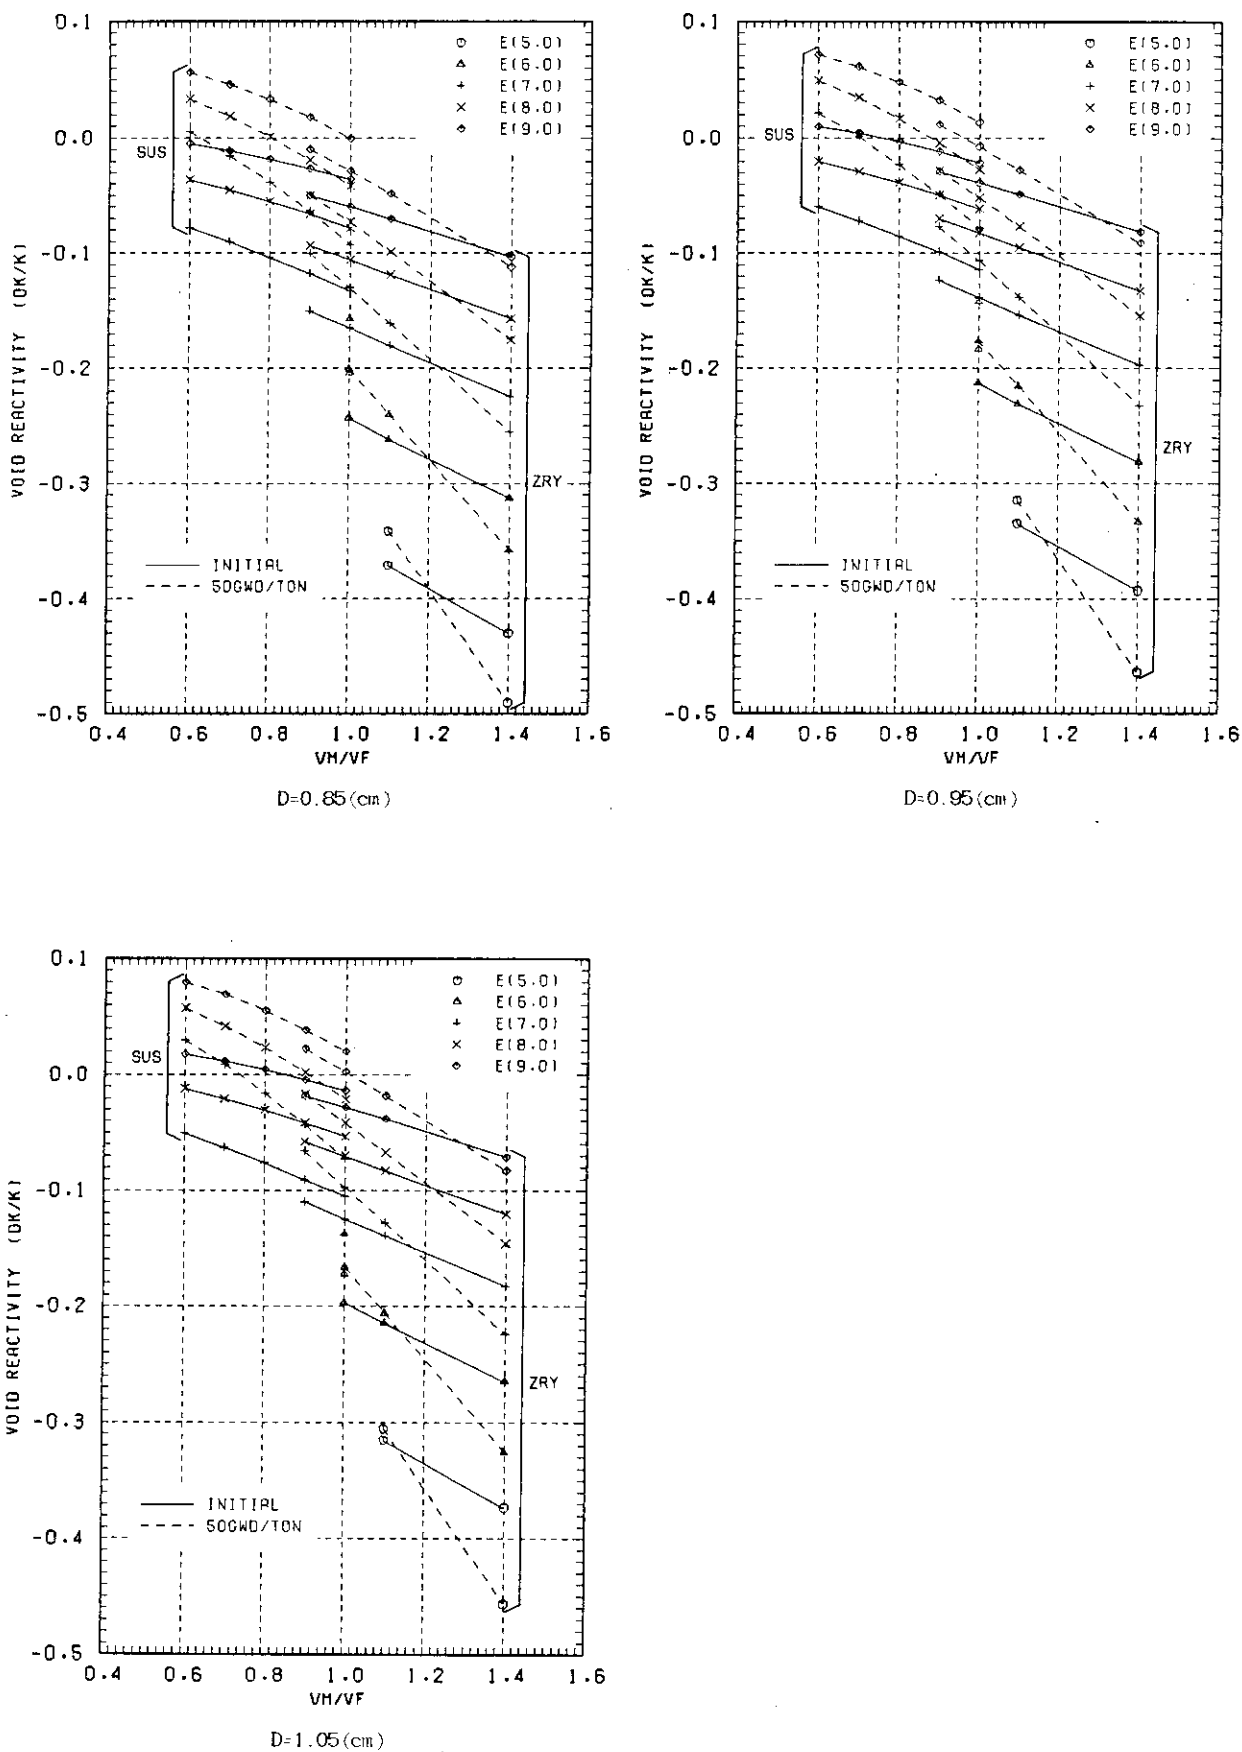 0.1
0.0
-0.1
-0.2
-0.3
-0.4
-0.5
VOID REACTIVITY (DK/K)
E(5.0)
E(6.0)
E(7.0)
E(8.0)
E(9.0)
SUS
ZRY
INITIAL
50GWD/TON
0.4 0.6 0.8 1.0 1.2 1.4 1.6
VM/VF
D=0.85(cm)
0.1
0.0
-0.1
-0.2
-0.3
-0.4
-0.5
VOID REACTIVITY (DK/K)
E(5.0)
E(6.0)
E(7.0)
E(8.0)
E(9.0)
SUS
ZRY
INITIAL
50GWD/TON
0.4 0.6 0.8 1.0 1.2 1.4 1.6
VM/VF
D=0.95(cm)
0.1
0.0
-0.1
-0.2
-0.3
-0.4
-0.5
VOID REACTIVITY (DK/K)
E(5.0)
E(6.0)
E(7.0)
E(8.0)
E(9.0)
SUS
ZRY
INITIAL
50GWD/TON
0.4 0.6 0.8 1.0 1.2 1.4 1.6
VM/VF
D=1.05(cm)